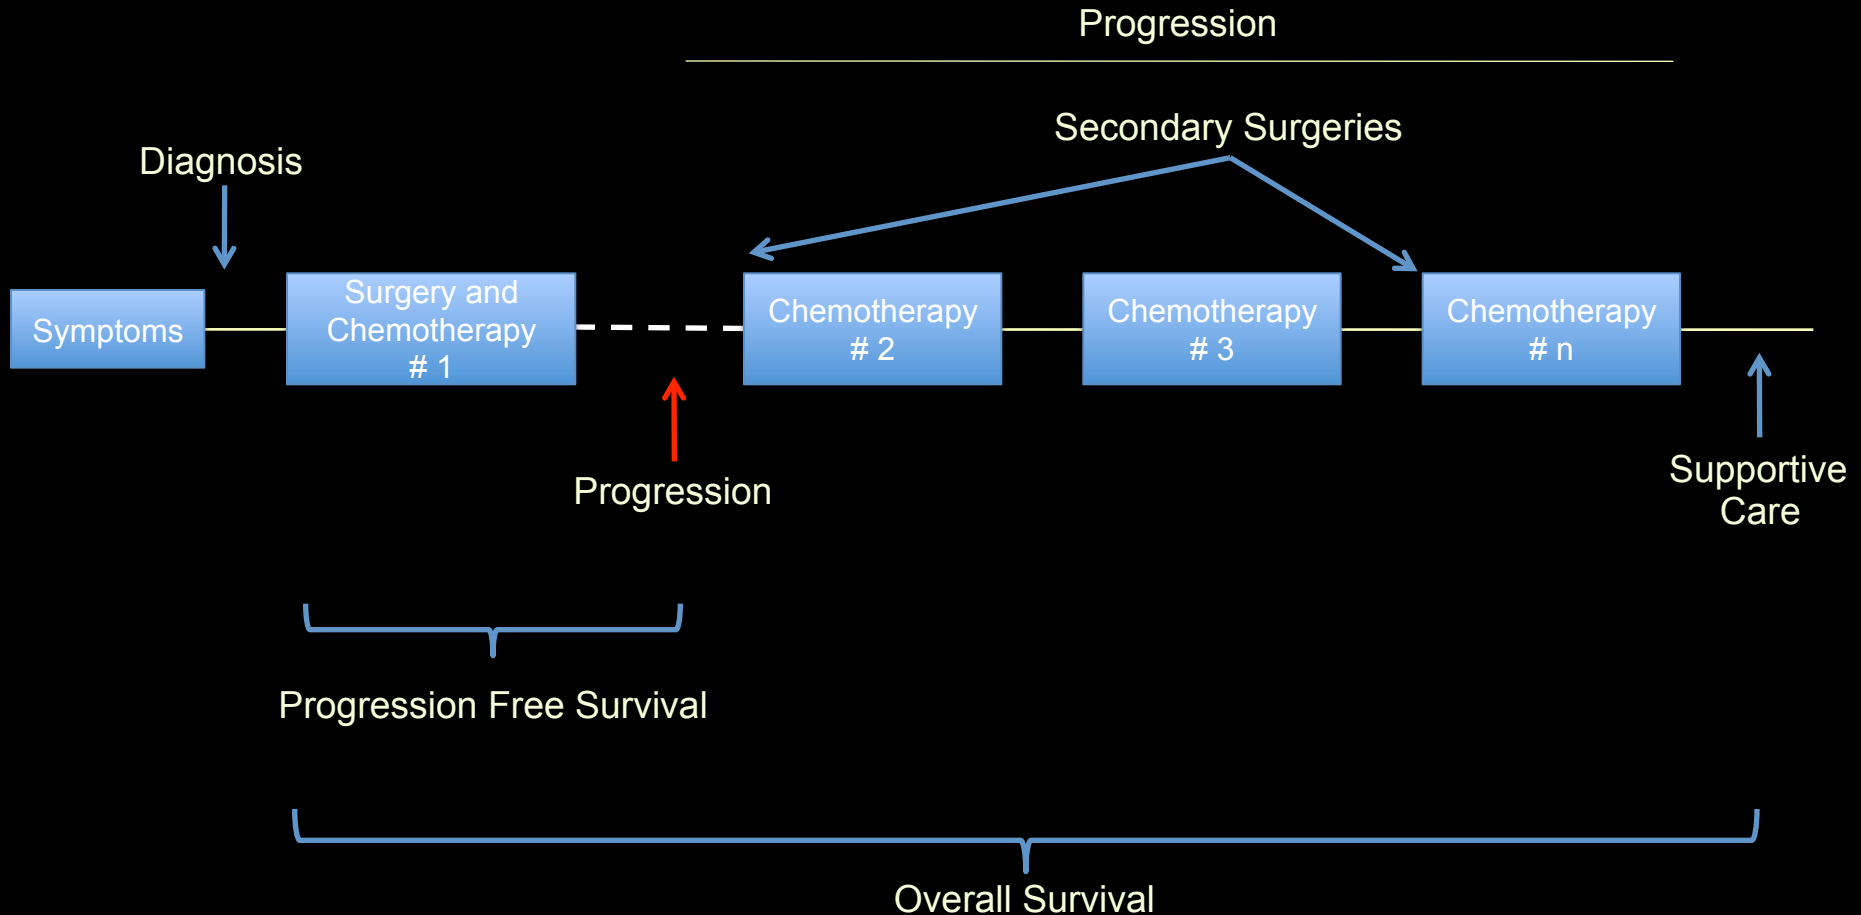 Progression
Secondary Surgeries
Diagnosis
Symptoms
Surgery and
Chemotherapy
# 1
Chemotherapy
# 2
Chemotherapy
# 3
Chemotherapy
# n
Progression
Supportive
Care
Progression Free Survival
Overall Survival